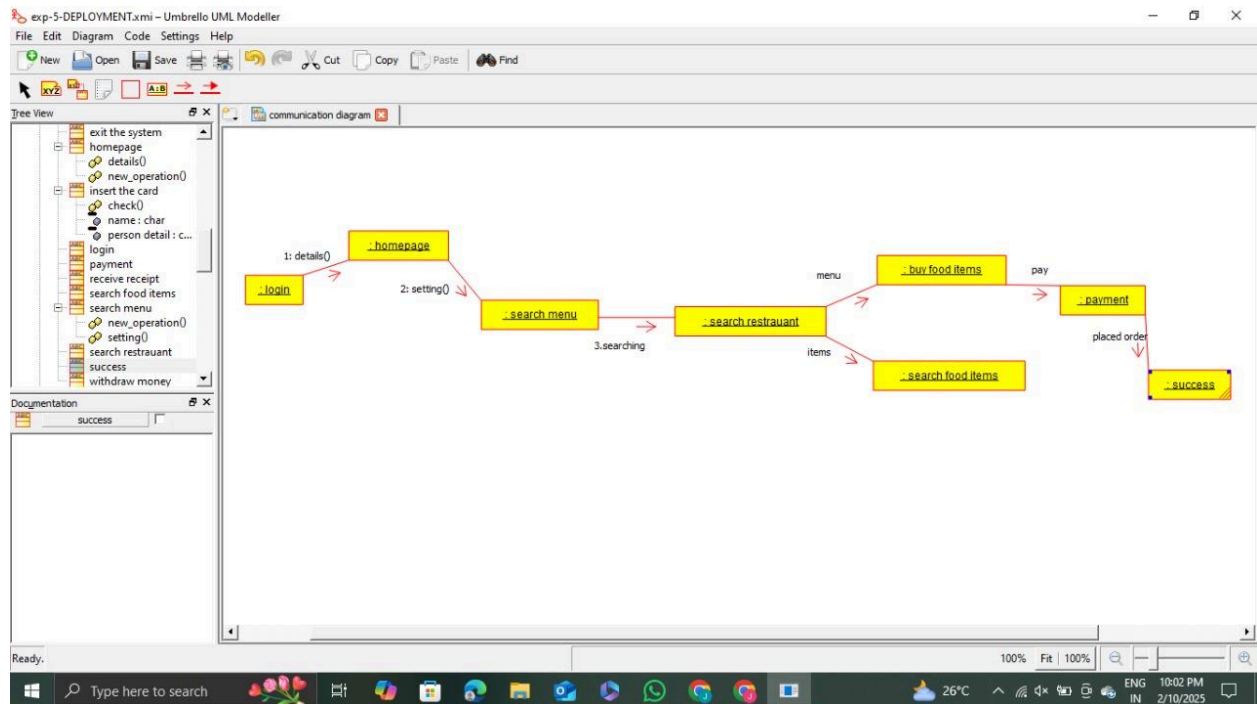 exp-5-DEPLOYMENT.xmi – Umbrello UML Modeller
File Edit Diagram Code Settings Help
New Open Save Cut Copy Paste Find
XYZ A:B
Tree View
communication diagram
exit the system
homepage
details()
new_operation()
insert the card
check()
name : char
person detail : c...
login
payment
receive receipt
search food items
search menu
new_operation()
setting()
search restrauant
success
withdraw money
Documentation
success
1: details()
: homepage
: login
2: setting()
: search menu
3.searching
: search restrauant
menu
: buy food items
pay
: payment
items
: search food items
placed order
: success
Ready.
100% Fit 100%
Type here to search
26°C
ENG
IN
10:02 PM
2/10/2025